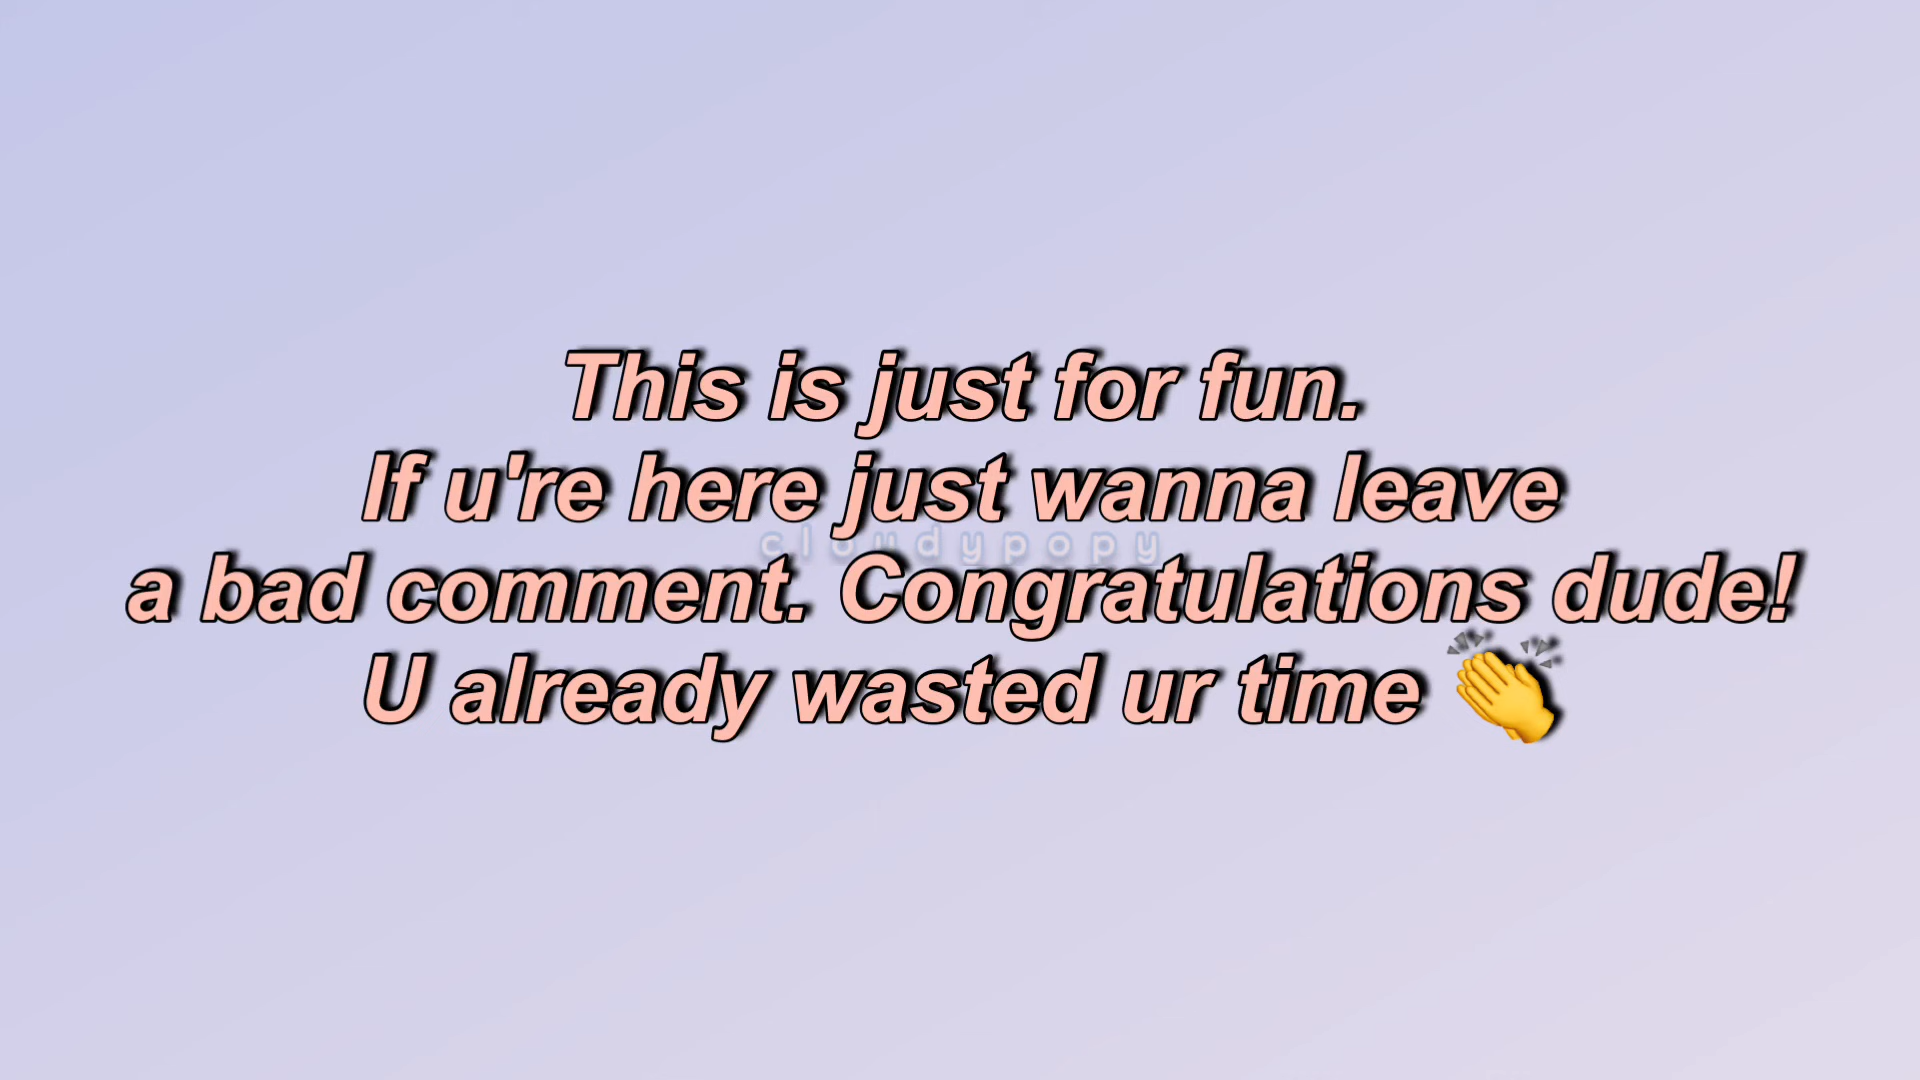 This is just for fun.
If u're here just wanna leave
cloudypopy
a bad comment. Congratulations dude!
U already wasted ur time 👏